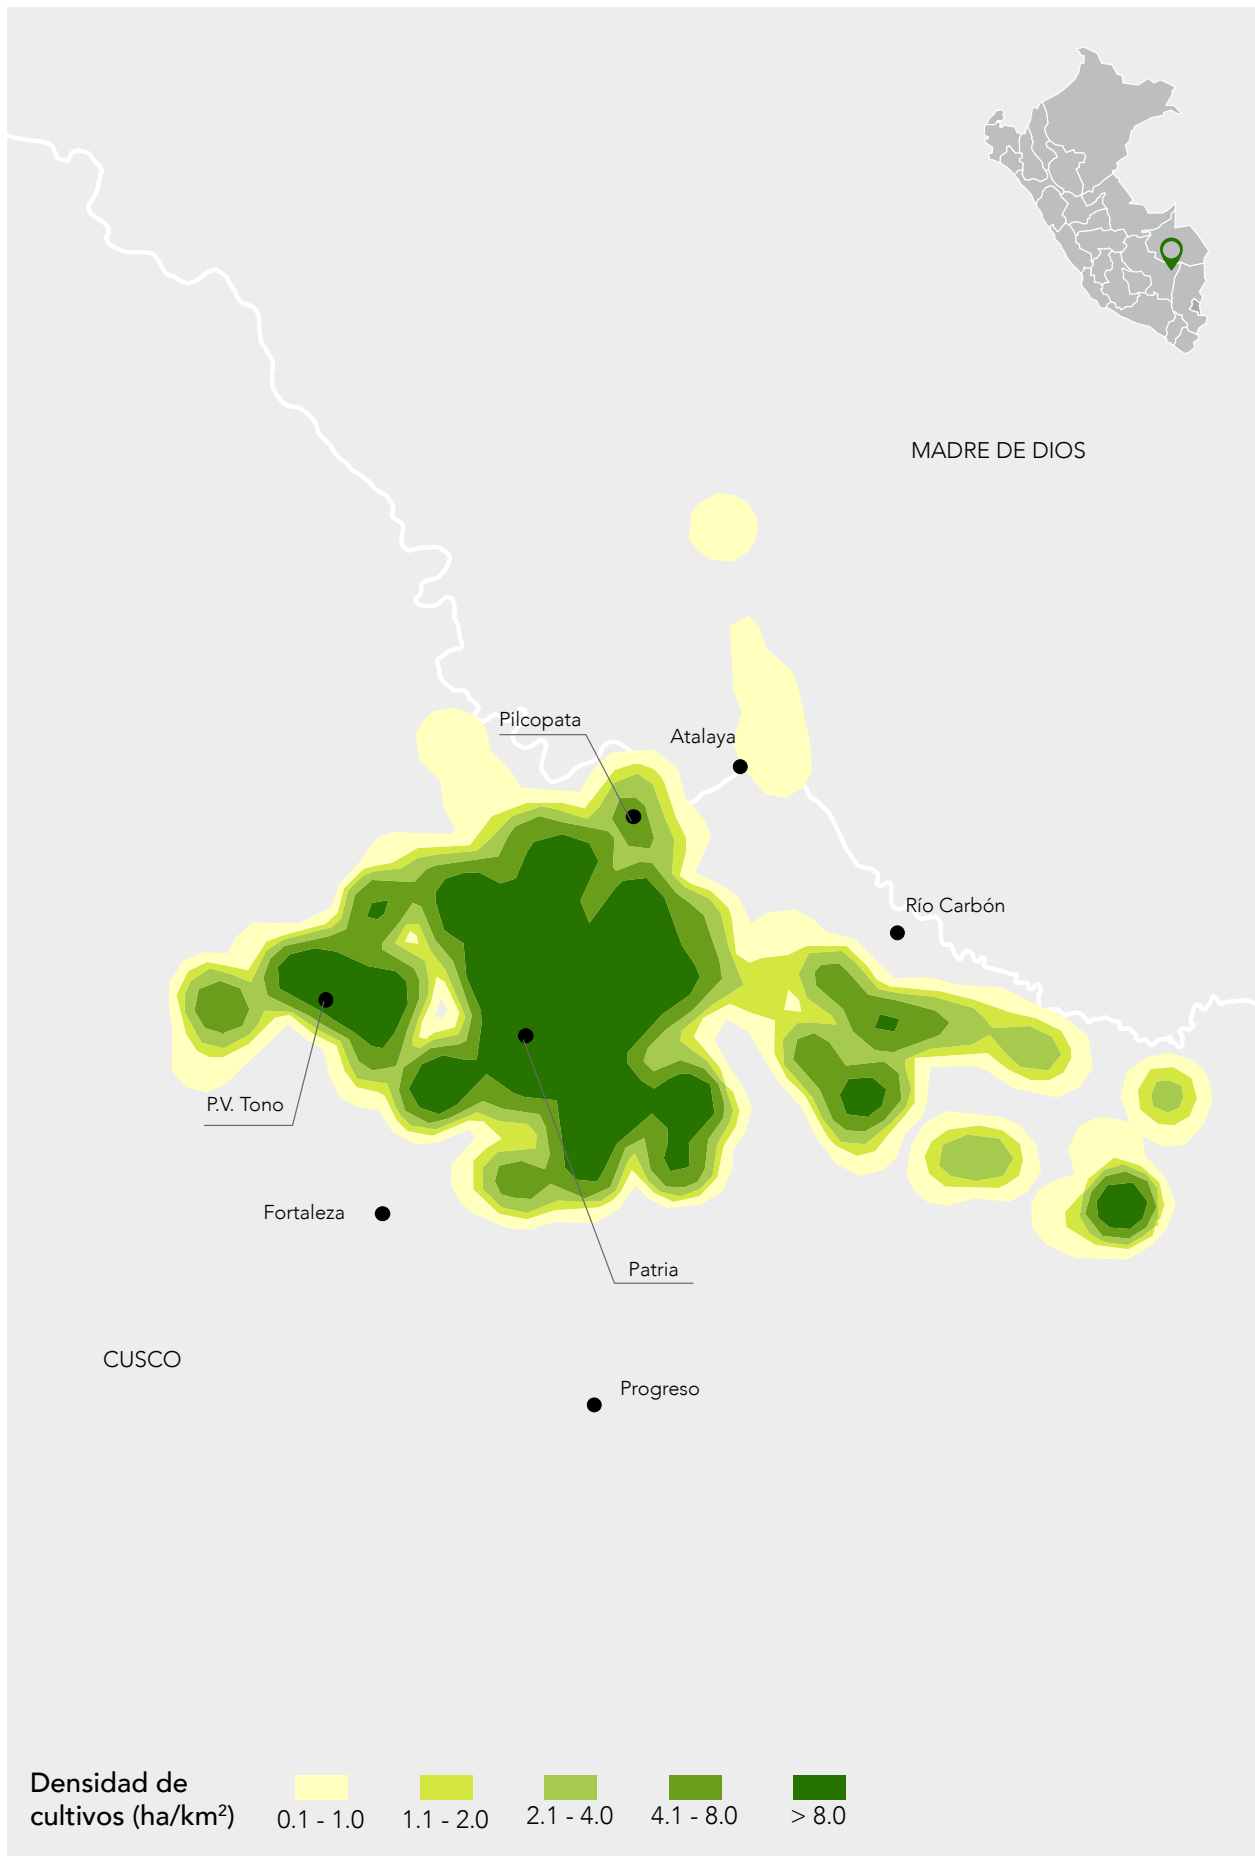 MADRE DE DIOS
Pilcopata
Atalaya
Río Carbón
P.V. Tono
Fortaleza
Patria
CUSCO
Progreso
Densidad de
cultivos (ha/km²)
0.1 - 1.0
1.1 - 2.0
2.1 - 4.0
4.1 - 8.0
> 8.0